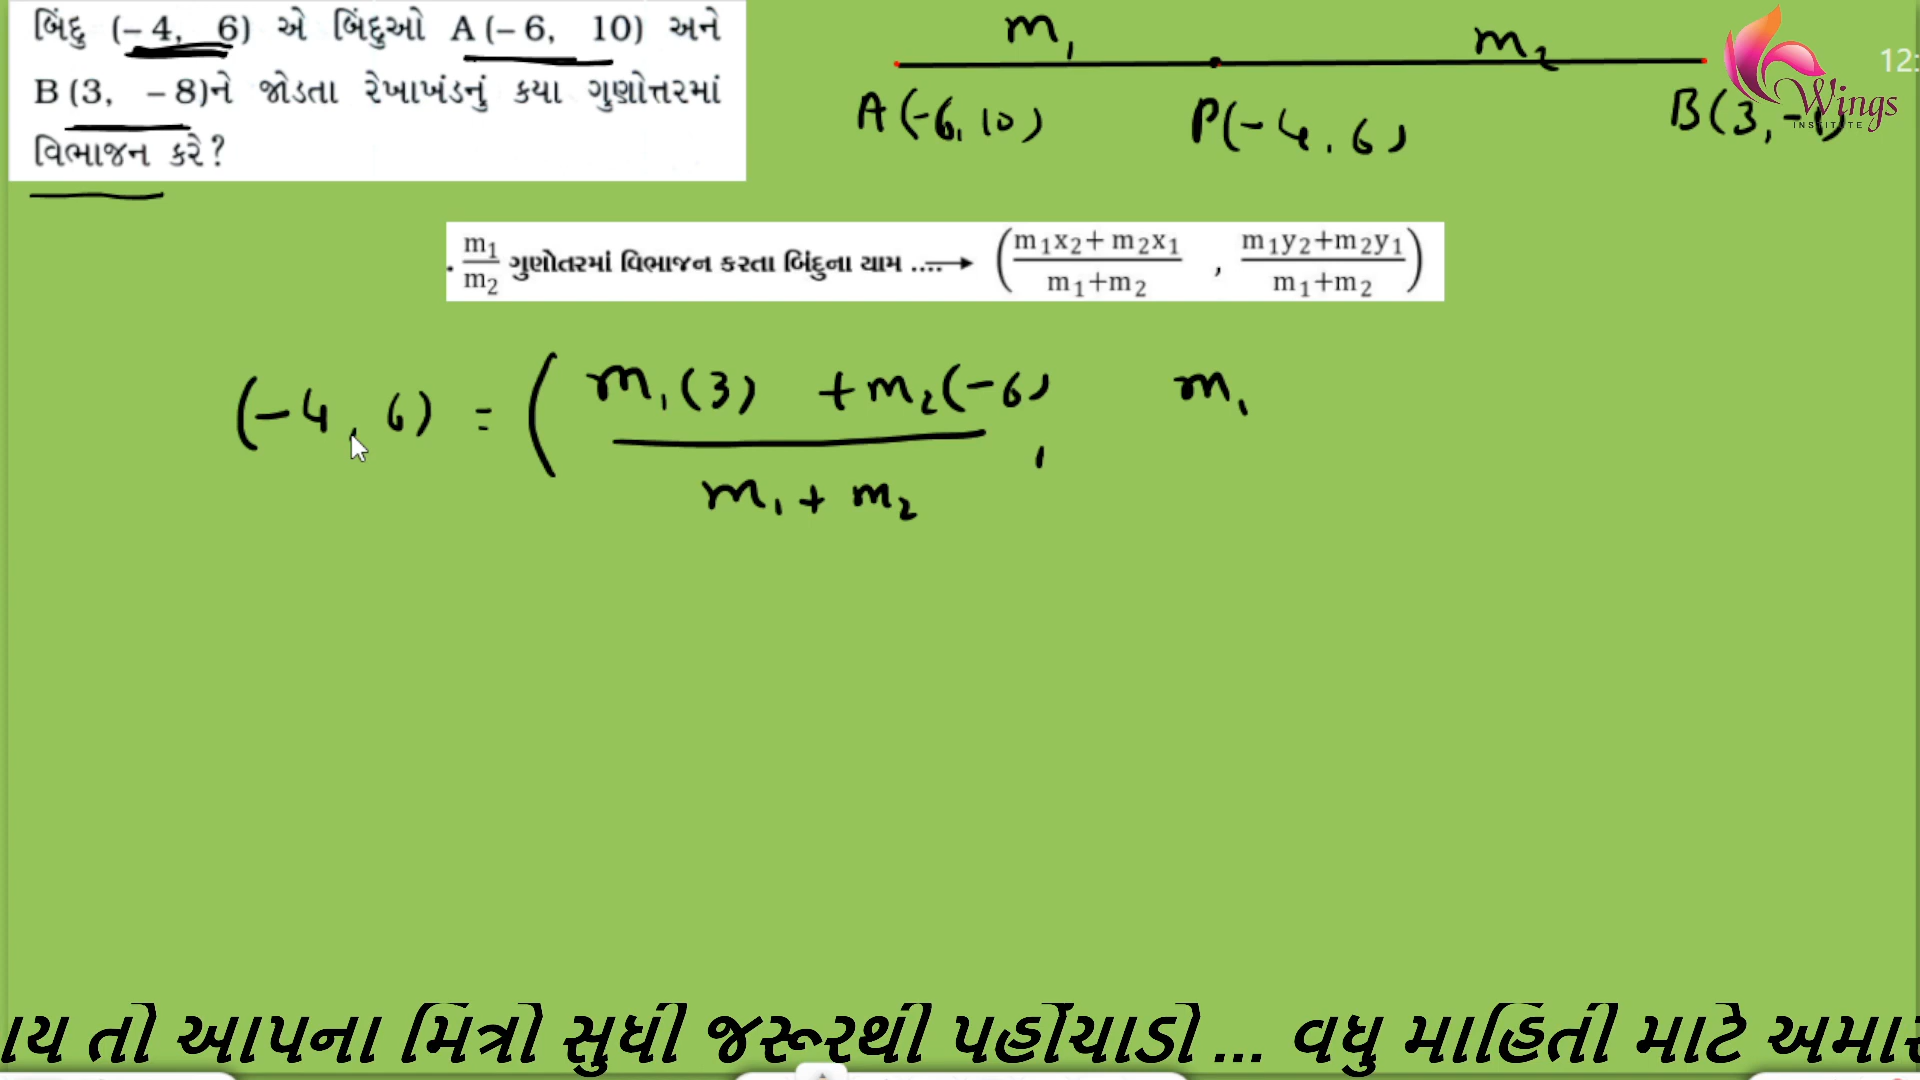 બિંદુ (– 4, 6) એ બિંદુઓ A (– 6, 10) અને
B (3, – 8)ને જોડતા રેખાખંડનું કયા ગુણોત્તરમાં
વિભાજન કરે?
m₁ m₂
A(-6, 10) P(-4, 6) B(3, -
Wings
INSTITUTE
12:
. m₁/m₂ ગુણોતરમાં વિભાજન કરતા બિંદુના યામ ....→ (m₁x₂+ m₂x₁/m₁+m₂ , m₁y₂+m₂y₁/m₁+m₂)
(-4, 6) = ( m₁(3) + m₂(-6) / m₁ + m₂ , m₁
ાય તો આપના મિત્રો સુધી જરૂરથી પહોંચાડો ... વધુ માહિતી માટે અમાર